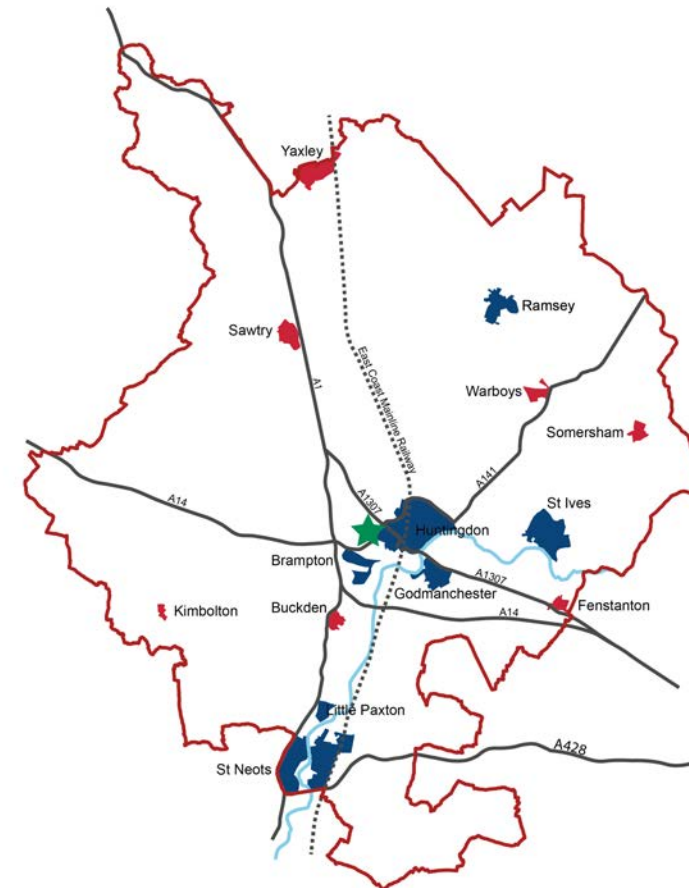 Yaxley
Ramsey
Sawtry
A1
East Coast Mainline Railway
Warboys
Somersham
A14
A1307
A141
St Ives
Huntingdon
Brampton
Godmanchester
A1307
Kimbolton
Buckden
Fenstanton
A14
Little Paxton
St Neots
A428